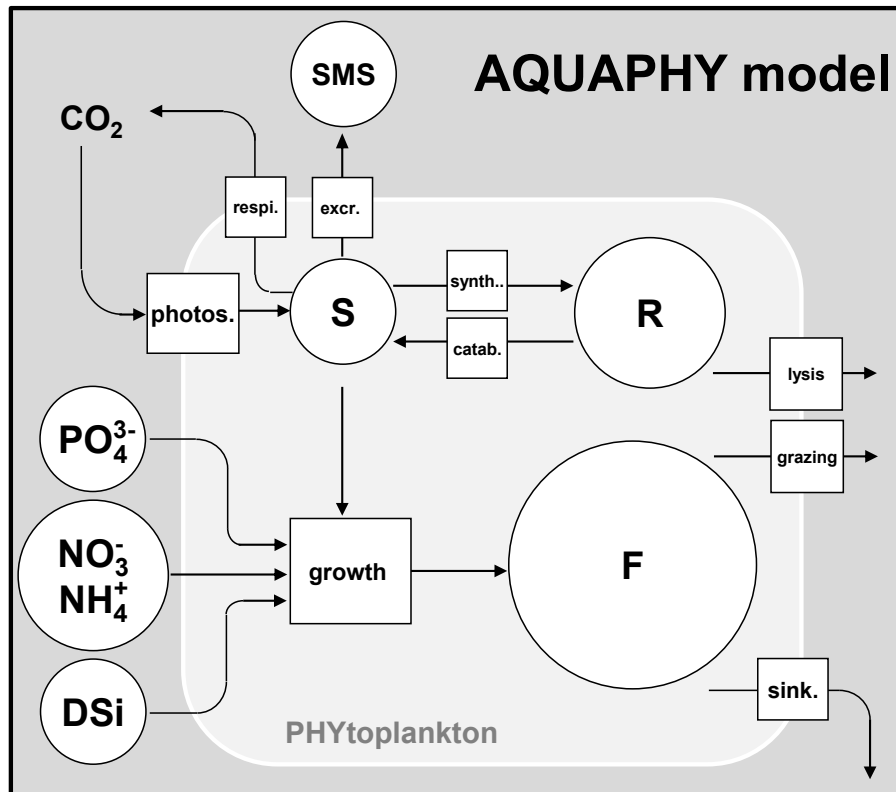 AQUAPHY model
SMS
CO₂
respi.
excr.
synth..
photos.
S
R
catab.
lysis
PO₄³⁻
grazing
NO₃⁻
NH₄⁺
growth
F
DSi
sink.
PHYtoplankton